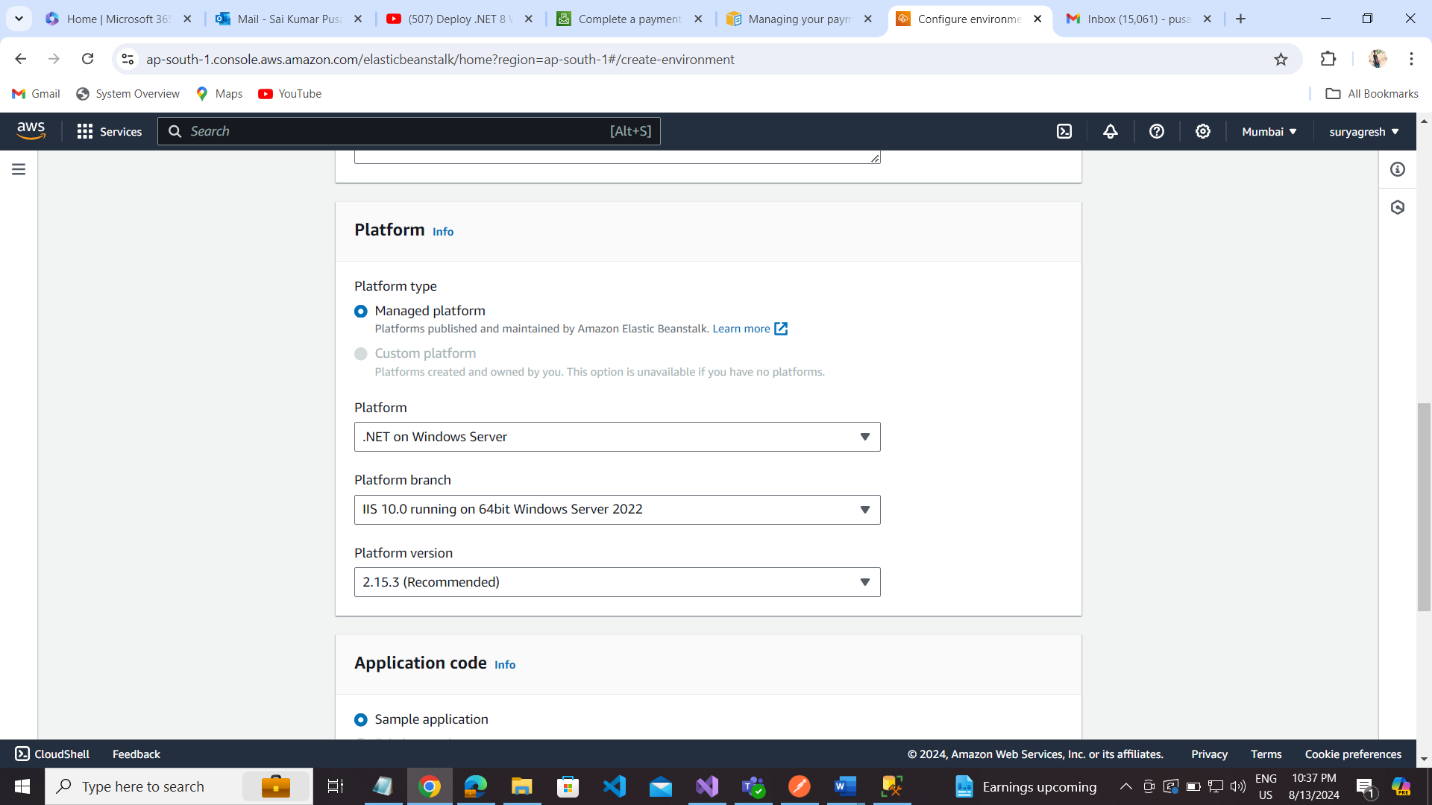 Home | Microsoft 365
Mail - Sai Kumar Pusa
(507) Deploy .NET 8
Complete a payment
Managing your paym
Configure environme
Inbox (15,061) - pusa
ap-south-1.console.aws.amazon.com/elasticbeanstalk/home?region=ap-south-1#/create-environment
Gmail
System Overview
Maps
YouTube
All Bookmarks
aws
Services
Search
[Alt+S]
Mumbai
suryagresh
Platform Info
Platform type
Managed platform
Platforms published and maintained by Amazon Elastic Beanstalk. Learn more
Custom platform
Platforms created and owned by you. This option is unavailable if you have no platforms.
Platform
.NET on Windows Server
Platform branch
IIS 10.0 running on 64bit Windows Server 2022
Platform version
2.15.3 (Recommended)
Application code Info
Sample application
CloudShell
Feedback
© 2024, Amazon Web Services, Inc. or its affiliates.
Privacy
Terms
Cookie preferences
Type here to search
Earnings upcoming
ENG
US
10:37 PM
8/13/2024
1